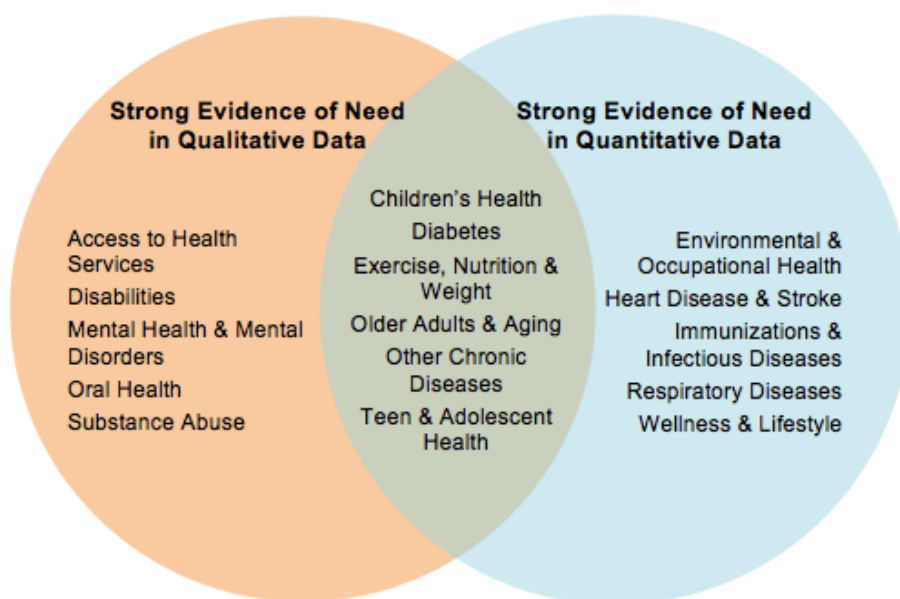 Strong Evidence of Need
in Qualitative Data
Strong Evidence of Need
in Quantitative Data
Access to Health
Services
Disabilities
Mental Health & Mental
Disorders
Oral Health
Substance Abuse
Children’s Health
Diabetes
Exercise, Nutrition &
Weight
Older Adults & Aging
Other Chronic
Diseases
Teen & Adolescent
Health
Environmental &
Occupational Health
Heart Disease & Stroke
Immunizations &
Infectious Diseases
Respiratory Diseases
Wellness & Lifestyle